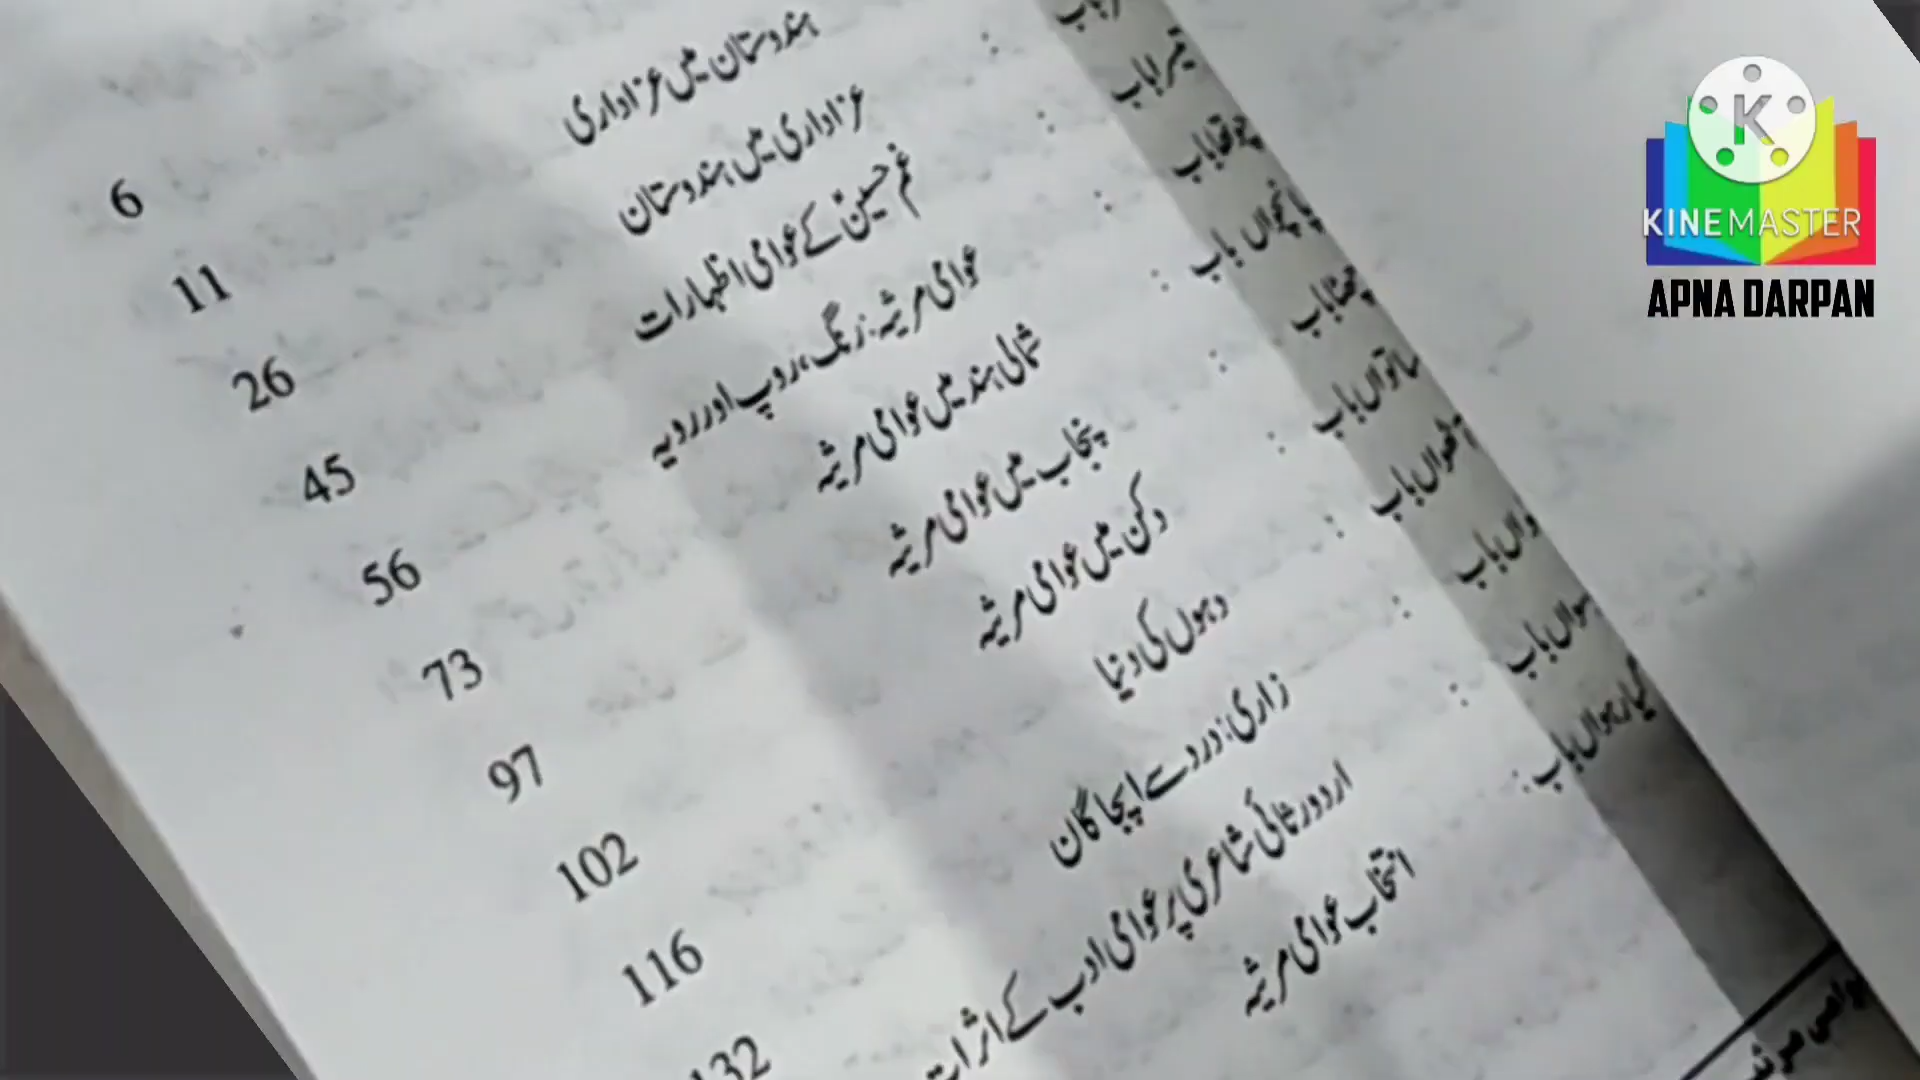 تیسرا باب : ہندوستان میں عزاداری 6
چوتھا باب : عزاداری میں ہندوستان 11
پانچواں باب : غم حسینؑ کے عوامی اظہارات 26
چھٹا باب : عوامی مرثیہ: رنگ، روپ اور رویہ 45
ساتواں باب : شمالی ہند میں عوامی مرثیہ 56
آٹھواں باب : پنجاب میں عوامی مرثیہ 73
باب : دکن میں عوامی مرثیہ 97
باب : دہوں کی دنیا 102
گیارہواں باب : زاری: درد سے اپجا گان 116
اردو رثائی شاعری پر عوامی ادب کے اثرات 132
انتخاب عوامی مرثیہ
KINEMASTER
APNA DARPAN